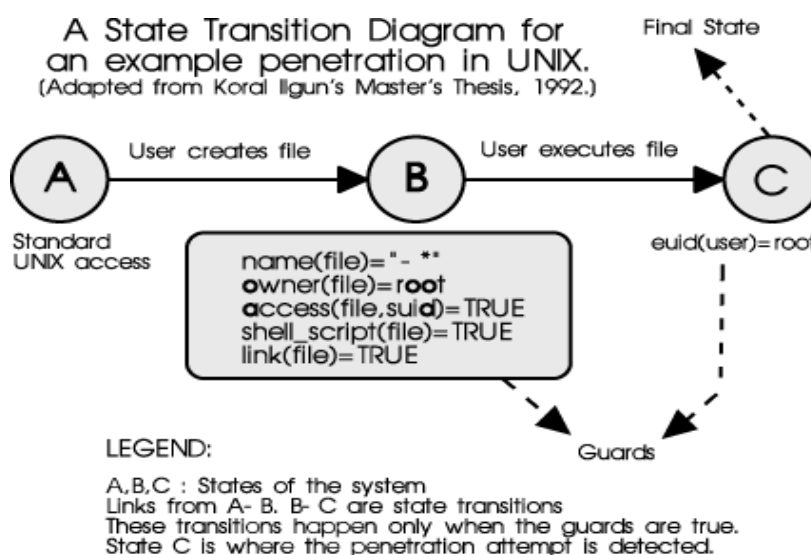 A State Transition Diagram for
an example penetration in UNIX.
(Adapted from Koral Ilgun's Master's Thesis, 1992.)
Final State
A
User creates file
B
User executes file
C
Standard
UNIX access
euid(user)=root
name(file)="- *"
owner(file)=root
access(file,suid)=TRUE
shell_script(file)=TRUE
link(file)=TRUE
Guards
LEGEND:
A,B,C : States of the system
Links from A- B. B- C are state transitions
These transitions happen only when the guards are true.
State C is where the penetration attempt is detected.